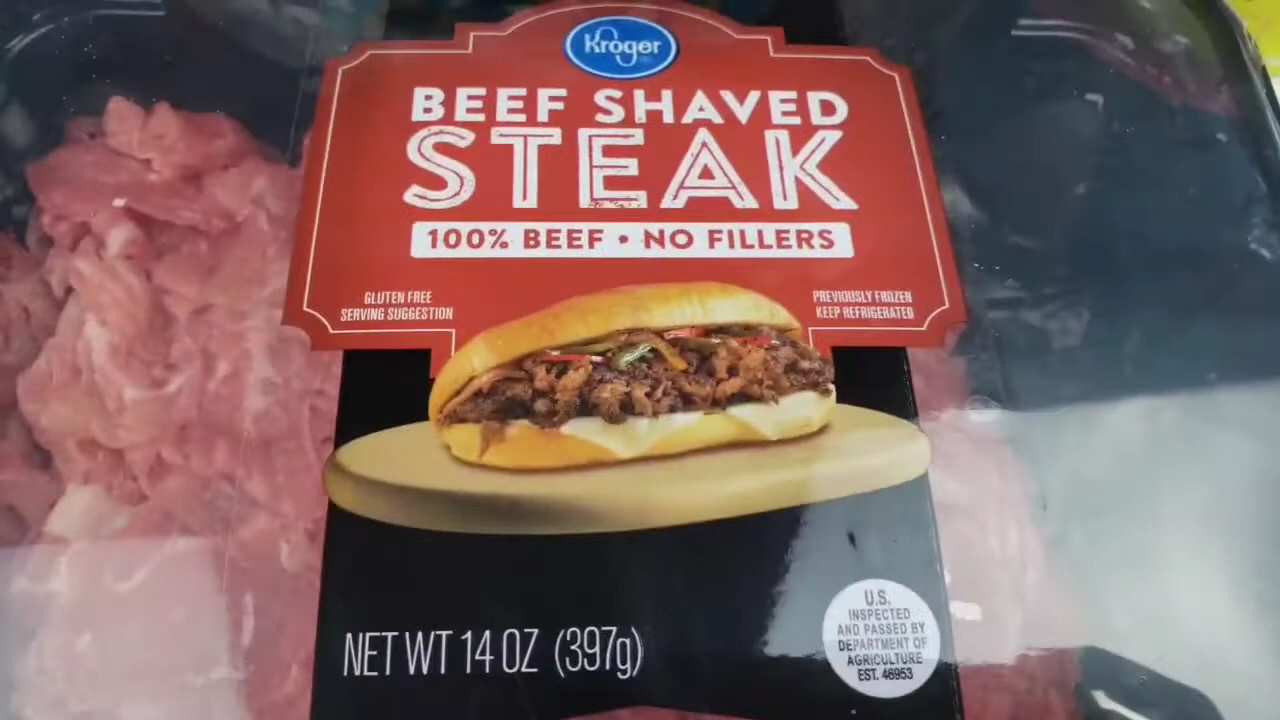 Kroger
BEEF SHAVED
STEAK
100% BEEF • NO FILLERS
GLUTEN FREE
SERVING SUGGESTION
PREVIOUSLY FROZEN
KEEP REFRIGERATED
NET WT 14 OZ (397g)
U.S.
INSPECTED
AND PASSED BY
DEPARTMENT OF
AGRICULTURE
EST. 46953